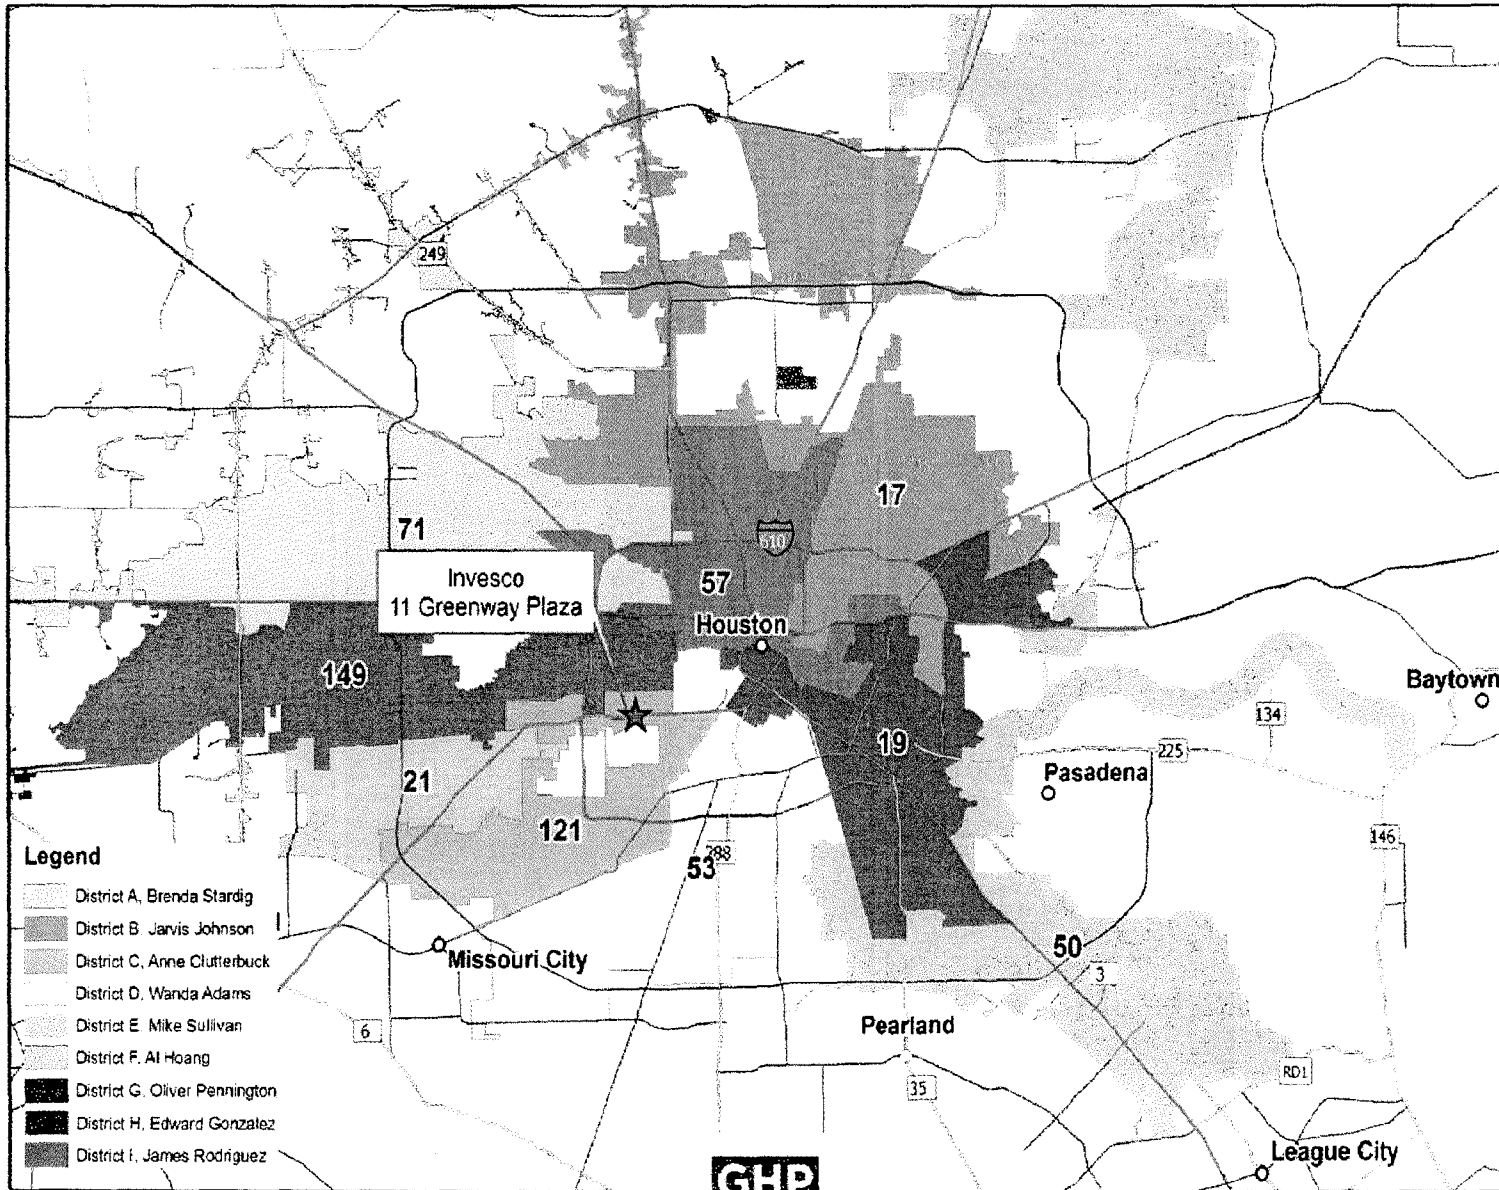 249
17
71
610
Invesco
11 Greenway Plaza
57
Houston
149
Baytown
134
19
225
21
Pasadena
121
146
Legend
53
288
District A, Brenda Stardig
District B. Jarvis Johnson
District C, Anne Clutterbuck
Missouri City
50
3
District D, Wanda Adams
District E. Mike Sullivan
6
Pearland
District F. Al Hoang
RD1
District G. Oliver Pennington
35
District H, Edward Gonzalez
District I, James Rodriguez
League City
GHP